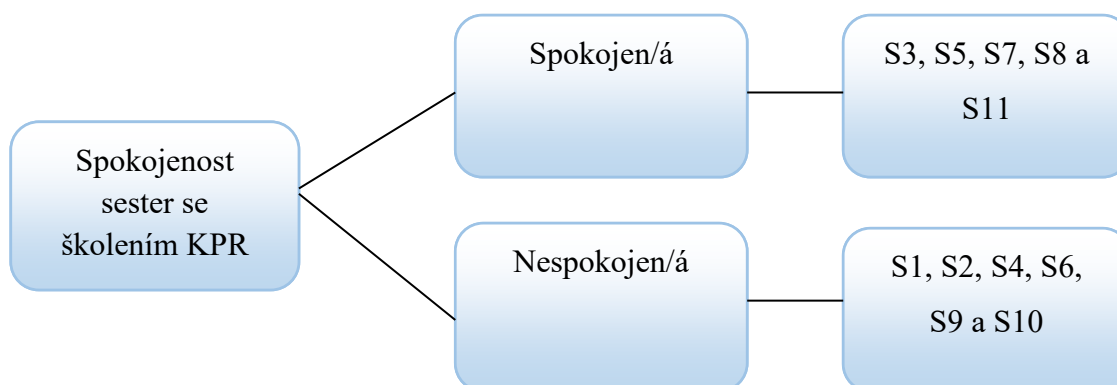 Spokojenost
sester se
školením KPR
Spokojen/á
S3, S5, S7, S8 a
S11
Nespokojen/á
S1, S2, S4, S6,
S9 a S10